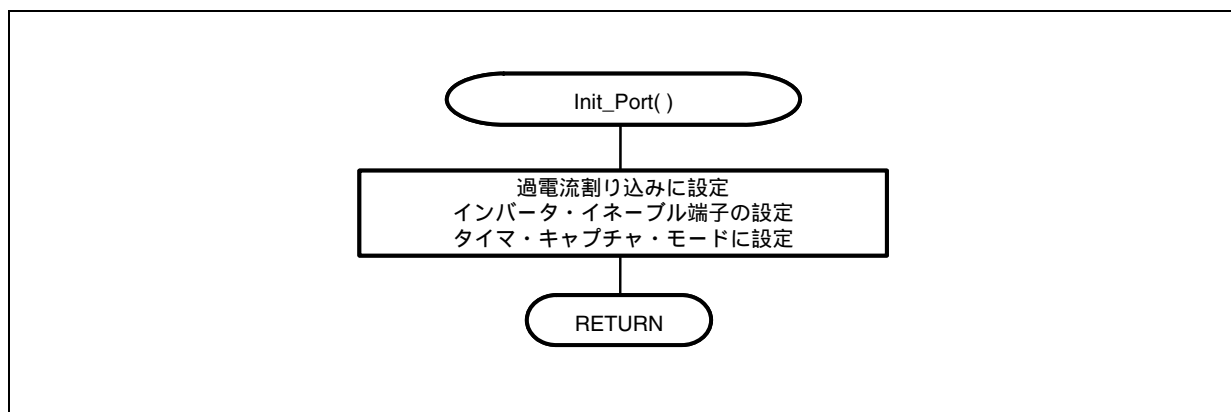 Init_Port( )
過電流割り込みに設定
インバータ・イネーブル端子の設定
タイマ・キャプチャ・モードに設定
RETURN